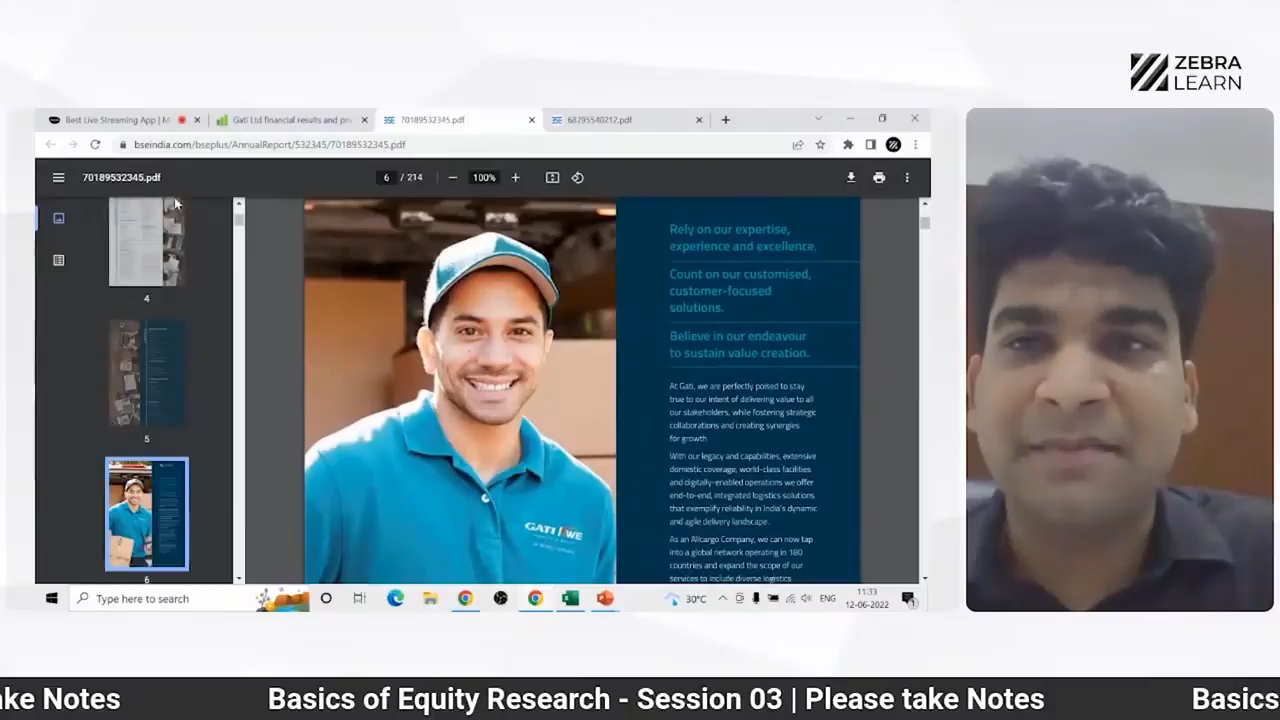 ZEBRA
LEARN
Best Live Streaming App | M
Gati Ltd financial results and pri
70189532345.pdf
68795540212.pdf
bseindia.com/bseplus/AnnualReport/532345/70189532345.pdf
70189532345.pdf
6 / 214
100%
4
5
6
Rely on our expertise,
experience and excellence.
Count on our customised,
customer-focused
solutions.
Believe in our endeavour
to sustain value creation.
At Gati, we are perfectly poised to stay
true to our intent of delivering value to all
our stakeholders, while fostering strategic
collaborations and creating synergies
for growth.
With our legacy and capabilities, extensive
domestic coverage, world-class facilities
and digitally-enabled operations we offer
end-to-end, integrated logistics solutions
that exemplify reliability in India's dynamic
and agile delivery landscape.
As an Allcargo Company, we can now tap
into a global network operating in 180
countries and expand the scope of our
services to include diverse logistics
GATI KWE
Type here to search
30°C
ENG
11:33
12-06-2022
ake Notes
Basics of Equity Research - Session 03 | Please take Notes
Basics